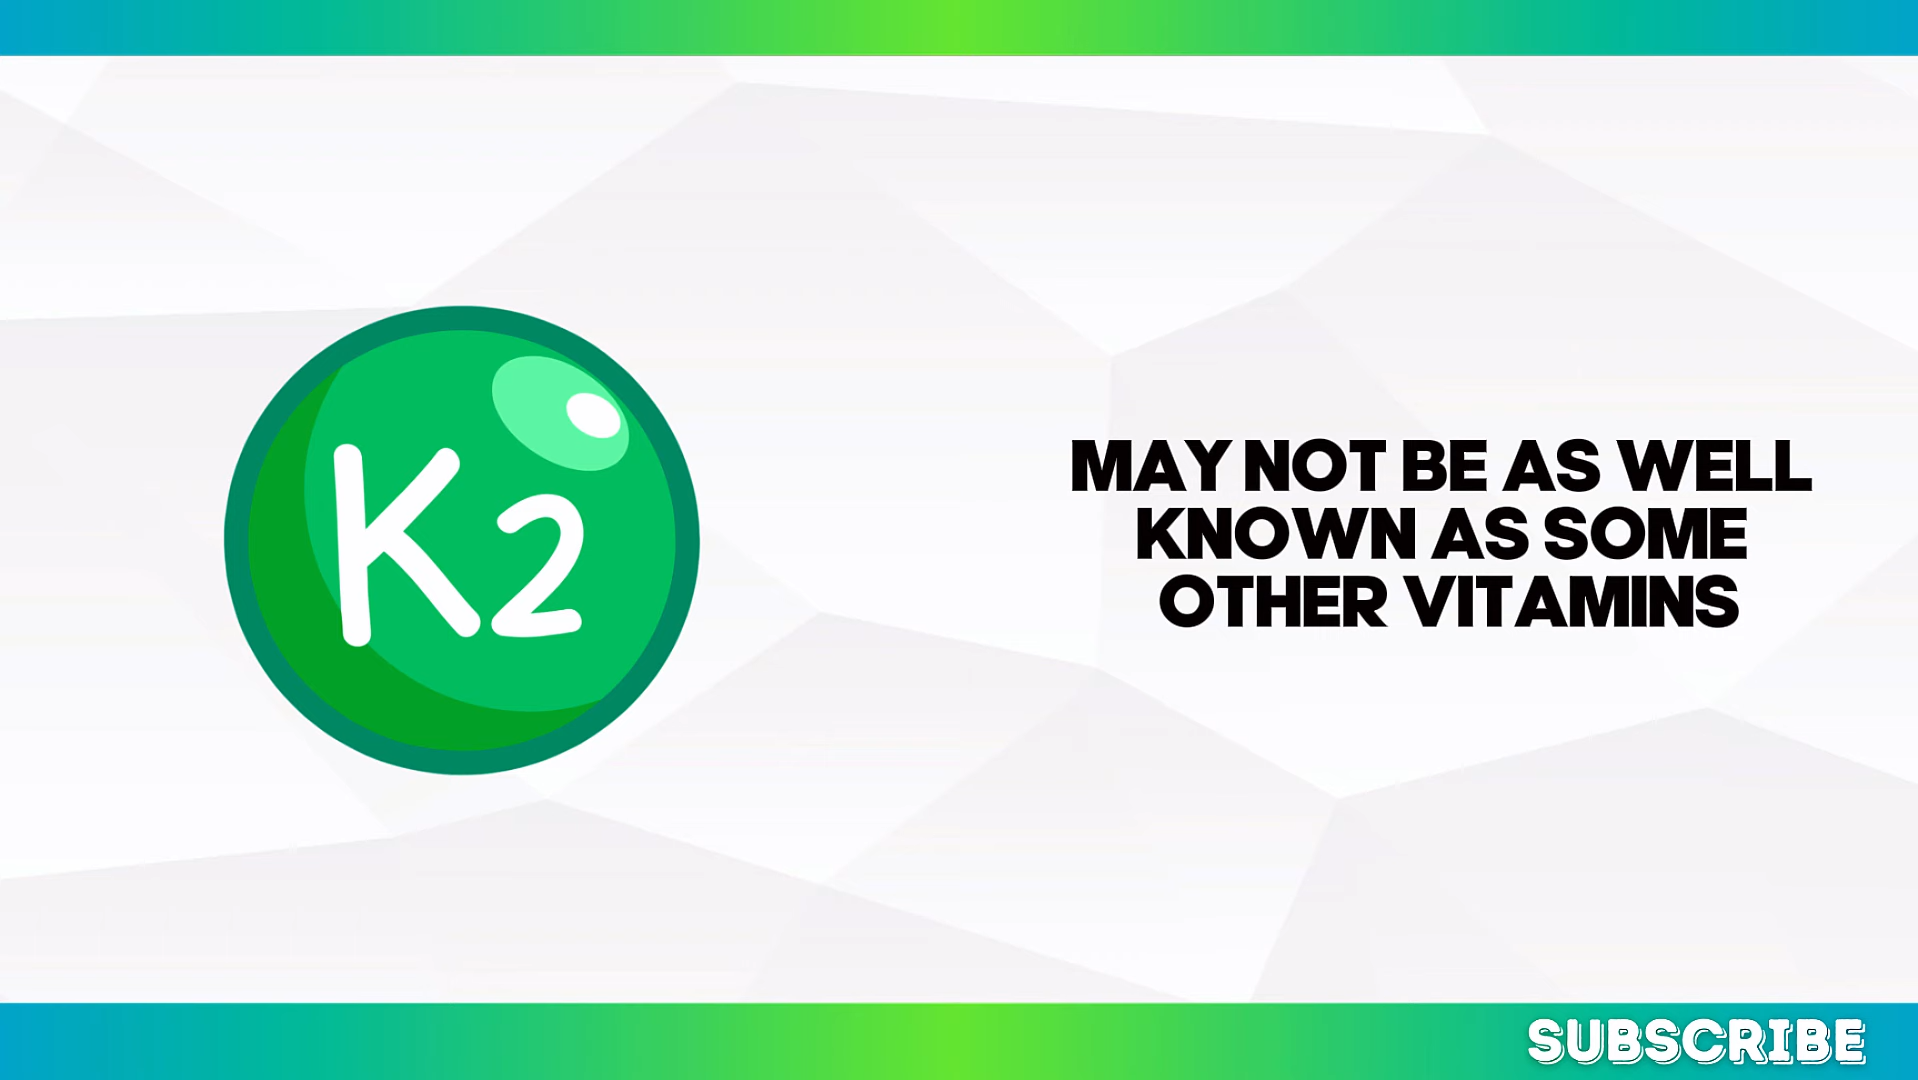 K2
MAY NOT BE AS WELL
KNOWN AS SOME
OTHER VITAMINS
SUBSCRIBE